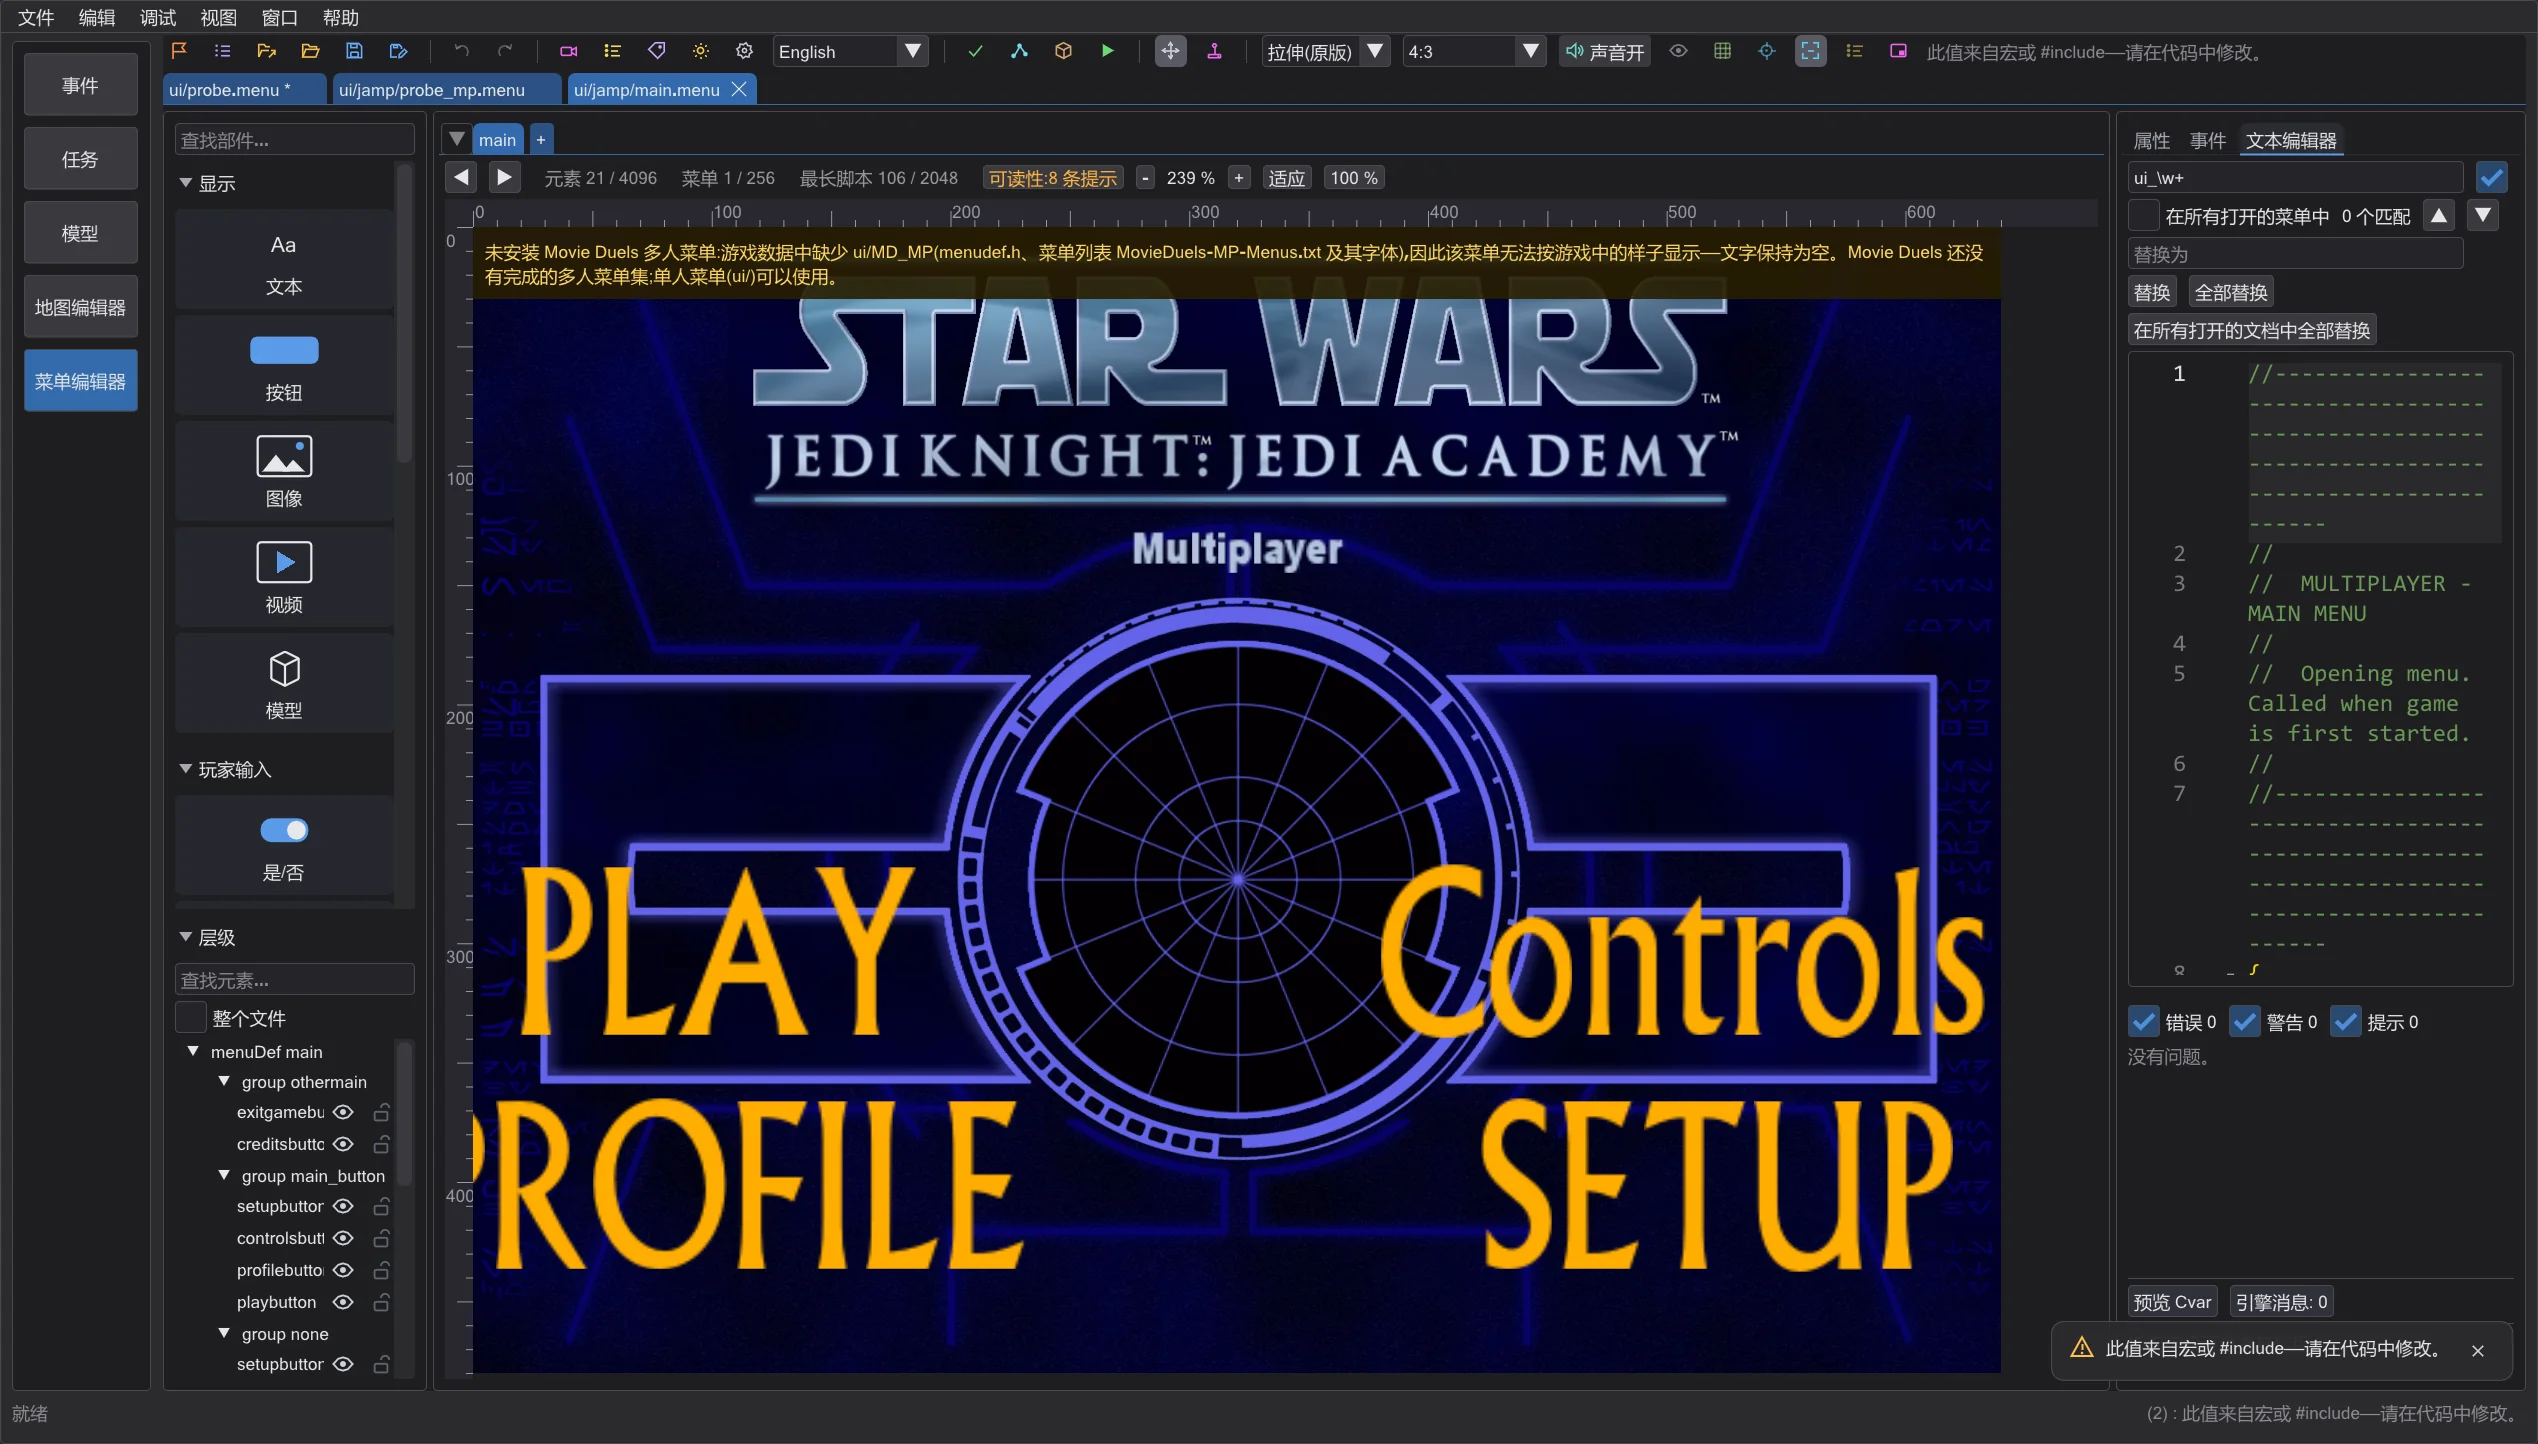 文件 编辑 调试 视图 窗口 帮助
English
拉伸(原版)
4:3
声音开
此值来自宏或 #include—请在代码中修改。
事件
任务
模型
地图编辑器
菜单编辑器
ui/probe.menu *
ui/jamp/probe_mp.menu
ui/jamp/main.menu
查找部件...
显示
Aa
文本
按钮
图像
视频
模型
玩家输入
是/否
层级
查找元素...
整个文件
menuDef main
group othermain
exitgamebu
creditsbutto
group main_button
setupbuttor
controlsbutt
profilebutto
playbutton
group none
setupbuttor
main
+
元素 21 / 4096
菜单 1 / 256
最长脚本 106 / 2048
可读性:8 条提示
-
239 %
+
适应
100 %
0 100 200 300 400 500 600
0
100
200
300
400
未安装 Movie Duels 多人菜单:游戏数据中缺少 ui/MD_MP(menudef.h、菜单列表 MovieDuels-MP-Menus.txt 及其字体),因此该菜单无法按游戏中的样子显示—文字保持为空。Movie Duels 还没
有完成的多人菜单集;单人菜单(ui/)可以使用。
STAR WARS™
JEDI KNIGHT™: JEDI ACADEMY™
Multiplayer
PLAY
Controls
ROFILE
SETUP
属性 事件 文本编辑器
ui_\w+
在所有打开的菜单中 0 个匹配
替换为
替换 全部替换
在所有打开的文档中全部替换
1 //----------------
------------------
------------------
------------------
------------------
------
2 //
3 //  MULTIPLAYER -
MAIN MENU
4 //
5 //  Opening menu.
Called when game
is first started.
6 //
7 //----------------
------------------
------------------
------------------
------------------
------
8 {
错误 0 警告 0 提示 0
没有问题。
预览 Cvar
引擎消息: 0
此值来自宏或 #include—请在代码中修改。
就绪
(2) : 此值来自宏或 #include—请在代码中修改。